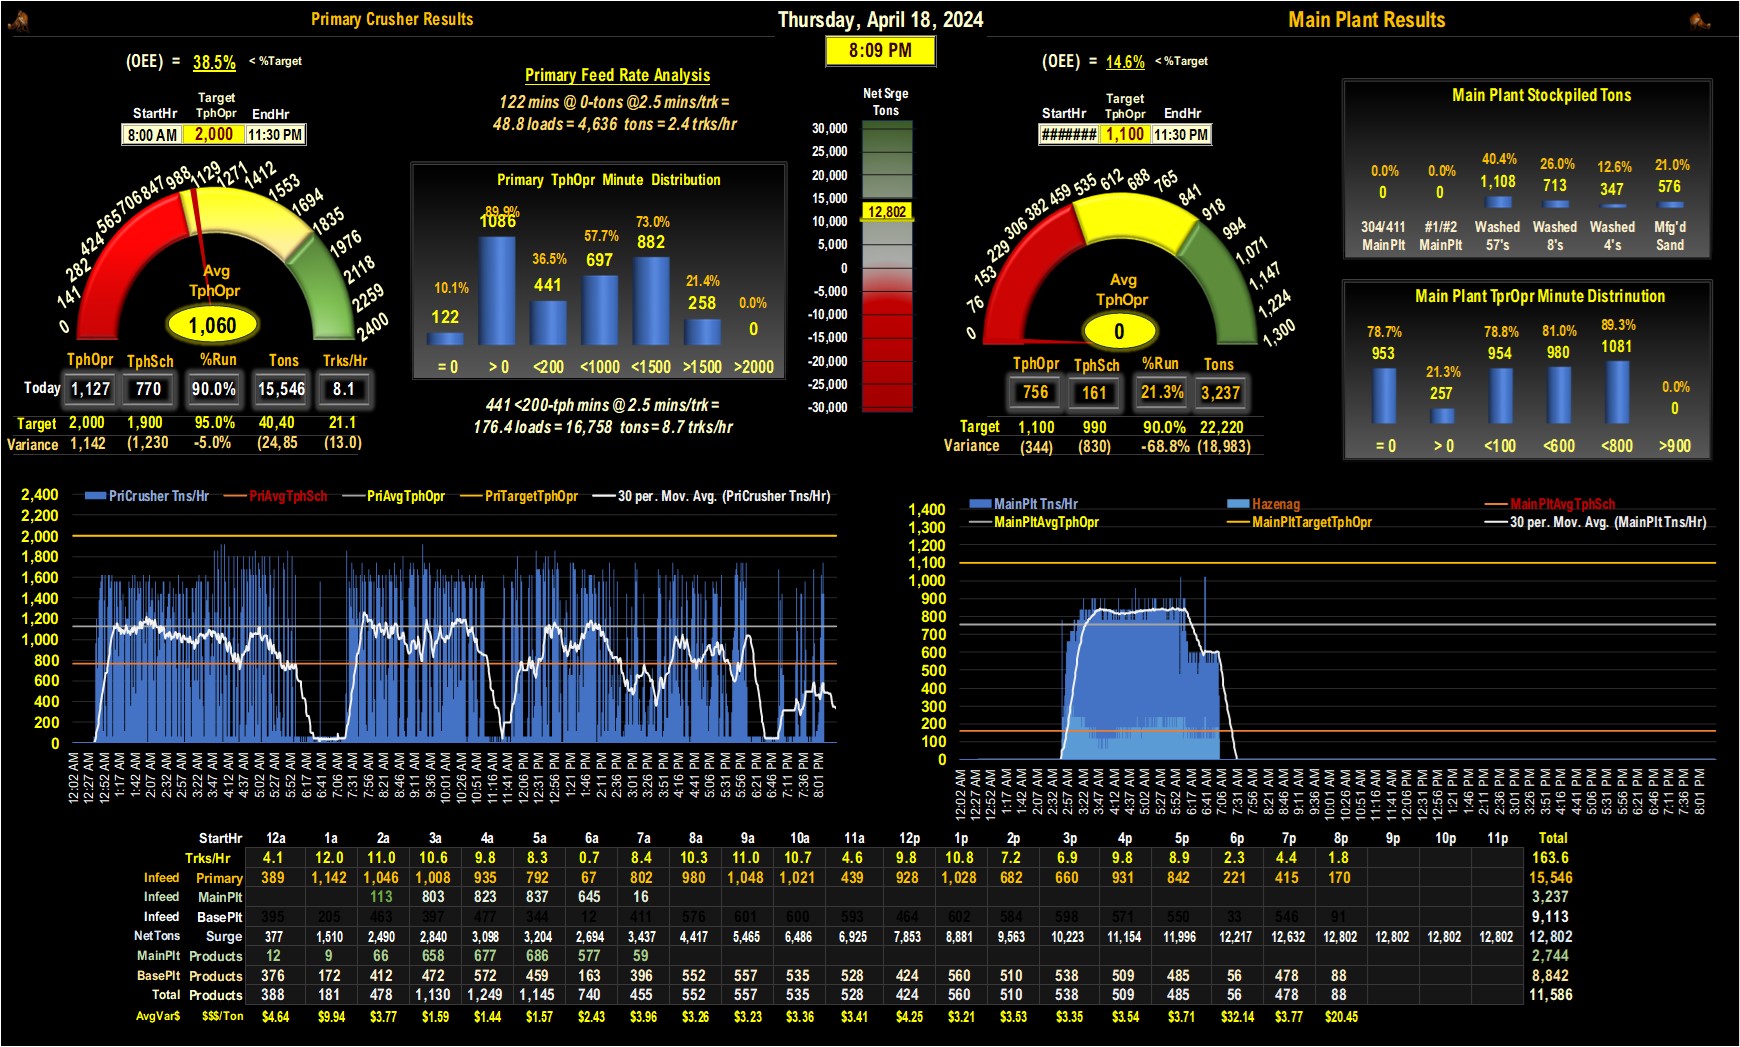 Primary Crusher Results
Thursday, April 18, 2024
Main Plant Results
8:09 PM
(OEE) = 38.5% < %Target
StartHr Target TphOpr EndHr
8:00 AM 2,000 11:30 PM
0 141 282 424 565 706 847 988 1129 1271 1412 1553 1694 1835 1976 2118 2259 2400
Avg
TphOpr
1,060
TphOpr TphSch %Run Tons Trks/Hr
Today 1,127 770 90.0% 15,546 8.1
Target 2,000 1,900 95.0% 40,40 21.1
Variance 1,142 (1,230 -5.0% (24,85 (13.0)
Primary Feed Rate Analysis
122 mins @ 0-tons @2.5 mins/trk =
48.8 loads = 4,636 tons = 2.4 trks/hr
Primary TphOpr Minute Distribution
10.1% 89.9% 36.5% 57.7% 73.0% 21.4% 0.0%
122 1086 441 697 882 258 0
= 0 > 0 <200 <1000 <1500 >1500 >2000
441 <200-tph mins @ 2.5 mins/trk =
176.4 loads = 16,758 tons = 8.7 trks/hr
Net Srge
Tons
30,000
25,000
20,000
15,000
12,802
10,000
5,000
0
-5,000
-10,000
-15,000
-20,000
-25,000
-30,000
(OEE) = 14.6% < %Target
StartHr Target TphOpr EndHr
####### 1,100 11:30 PM
0 76 153 229 306 382 459 535 612 688 765 841 918 994 1,071 1,147 1,224 1,300
Avg
TphOpr
0
TphOpr TphSch %Run Tons
756 161 21.3% 3,237
Target 1,100 990 90.0% 22,220
Variance (344) (830) -68.8% (18,983)
Main Plant Stockpiled Tons
0.0% 0.0% 40.4% 26.0% 12.6% 21.0%
0 0 1,108 713 347 576
304/411 #1/#2 Washed Washed Washed Mfg'd
MainPlt MainPlt 57's 8's 4's Sand
Main Plant TprOpr Minute Distrinution
78.7% 21.3% 78.8% 81.0% 89.3% 0.0%
953 257 954 980 1081 0
= 0 > 0 <100 <600 <800 >900
PriCrusher Tns/Hr PriAvgTphSch PriAvgTphOpr PriTargetTphOpr 30 per. Mov. Avg. (PriCrusher Tns/Hr)
2,400
2,200
2,000
1,800
1,600
1,400
1,200
1,000
800
600
400
200
0
12:02 AM 12:27 AM 12:52 AM 1:17 AM 1:42 AM 2:07 AM 2:32 AM 2:57 AM 3:22 AM 3:47 AM 4:12 AM 4:37 AM 5:02 AM 5:27 AM 5:52 AM 6:17 AM 6:41 AM 7:06 AM 7:31 AM 7:56 AM 8:21 AM 8:46 AM 9:11 AM 9:36 AM 10:01 AM 10:26 AM 10:51 AM 11:16 AM 11:41 AM 12:06 PM 12:31 PM 12:56 PM 1:21 PM 1:46 PM 2:11 PM 2:36 PM 3:01 PM 3:26 PM 3:51 PM 4:16 PM 4:41 PM 5:06 PM 5:31 PM 5:56 PM 6:21 PM 6:46 PM 7:11 PM 7:36 PM 8:01 PM
MainPlt Tns/Hr Hazenag MainPltAvgTphSch
MainPltAvgTphOpr MainPltTargetTphOpr 30 per. Mov. Avg. (MainPlt Tns/Hr)
1,400
1,300
1,200
1,100
1,000
900
800
700
600
500
400
300
200
100
0
12:02 AM 12:27 AM 12:52 AM 1:17 AM 1:42 AM 2:07 AM 2:32 AM 2:57 AM 3:22 AM 3:47 AM 4:12 AM 4:37 AM 5:02 AM 5:27 AM 5:52 AM 6:17 AM 6:41 AM 7:06 AM 7:31 AM 7:56 AM 8:21 AM 8:46 AM 9:11 AM 9:36 AM 10:01 AM 10:26 AM 10:51 AM 11:16 AM 11:41 AM 12:06 PM 12:31 PM 12:56 PM 1:21 PM 1:46 PM 2:11 PM 2:36 PM 3:01 PM 3:26 PM 3:51 PM 4:16 PM 4:41 PM 5:06 PM 5:31 PM 5:56 PM 6:21 PM 6:46 PM 7:11 PM 7:36 PM 8:01 PM
StartHr 12a 1a 2a 3a 4a 5a 6a 7a 8a 9a 10a 11a 12p 1p 2p 3p 4p 5p 6p 7p 8p 9p 10p 11p Total
Trks/Hr 4.1 12.0 11.0 10.6 9.8 8.3 0.7 8.4 10.3 11.0 10.7 4.6 9.8 10.8 7.2 6.9 9.8 8.9 2.3 4.4 1.8 163.6
Infeed Primary 389 1,142 1,046 1,008 935 792 67 802 980 1,048 1,021 439 928 1,028 682 660 931 842 221 415 170 15,546
Infeed MainPlt 113 803 823 837 645 16 3,237
Infeed BasePlt 395 205 463 397 477 344 12 411 576 601 600 593 464 602 584 598 571 550 33 546 91 9,113
NetTons Surge 377 1,510 2,490 2,840 3,098 3,204 2,694 3,437 4,417 5,465 6,486 6,925 7,853 8,881 9,563 10,223 11,154 11,996 12,217 12,632 12,802 12,802 12,802 12,802 12,802
MainPlt Products 12 9 66 658 677 686 577 59 2,744
BasePlt Products 376 172 412 472 572 459 163 396 552 557 535 528 424 560 510 538 509 485 56 478 88 8,842
Total Products 388 181 478 1,130 1,249 1,145 740 455 552 557 535 528 424 560 510 538 509 485 56 478 88 11,586
AvgVar$ $$$/Ton $4.64 $9.94 $3.77 $1.59 $1.44 $1.57 $2.43 $3.96 $3.26 $3.23 $3.36 $3.41 $4.25 $3.21 $3.53 $3.35 $3.54 $3.71 $32.14 $3.77 $20.45